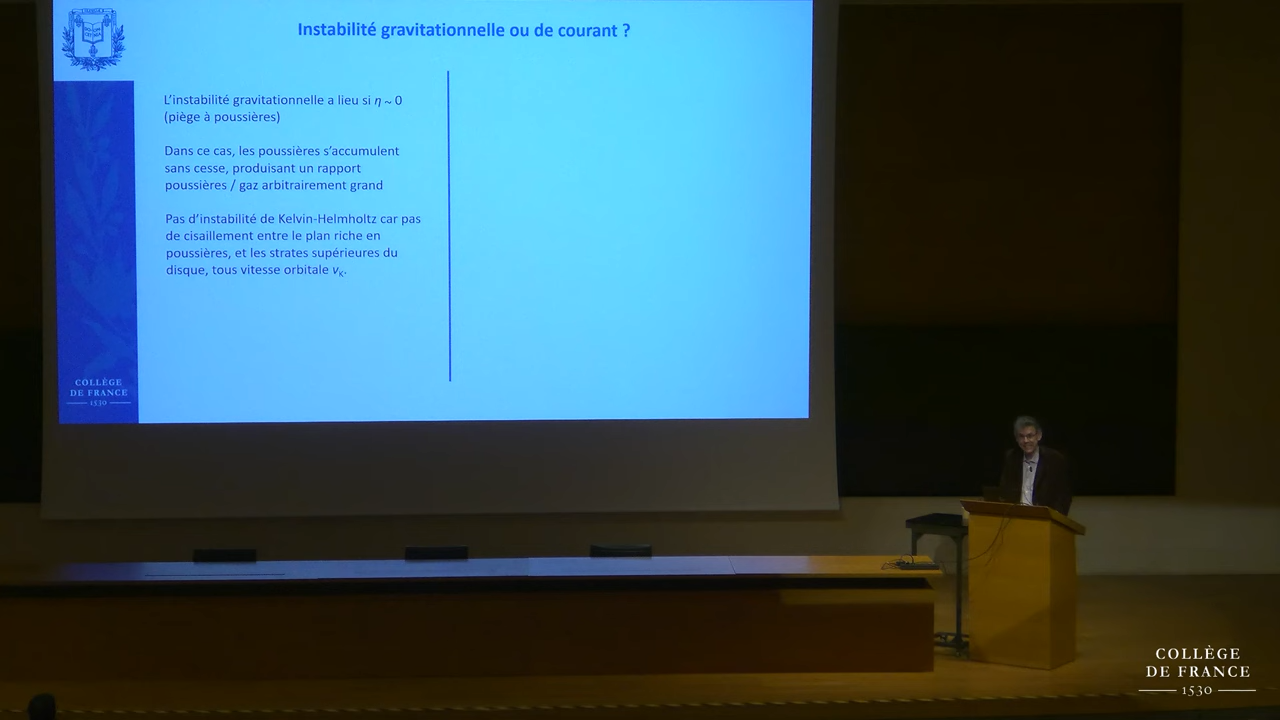 Instabilité gravitationnelle ou de courant ?
L'instabilité gravitationnelle a lieu si η ~ 0
(piège à poussières)
Dans ce cas, les poussières s'accumulent
sans cesse, produisant un rapport
poussières / gaz arbitrairement grand
Pas d'instabilité de Kelvin-Helmholtz car pas
de cisaillement entre le plan riche en
poussières, et les strates supérieures du
disque, tous vitesse orbitale vK.
COLLÈGE
DE FRANCE
1530
COLLÈGE
DE FRANCE
1530